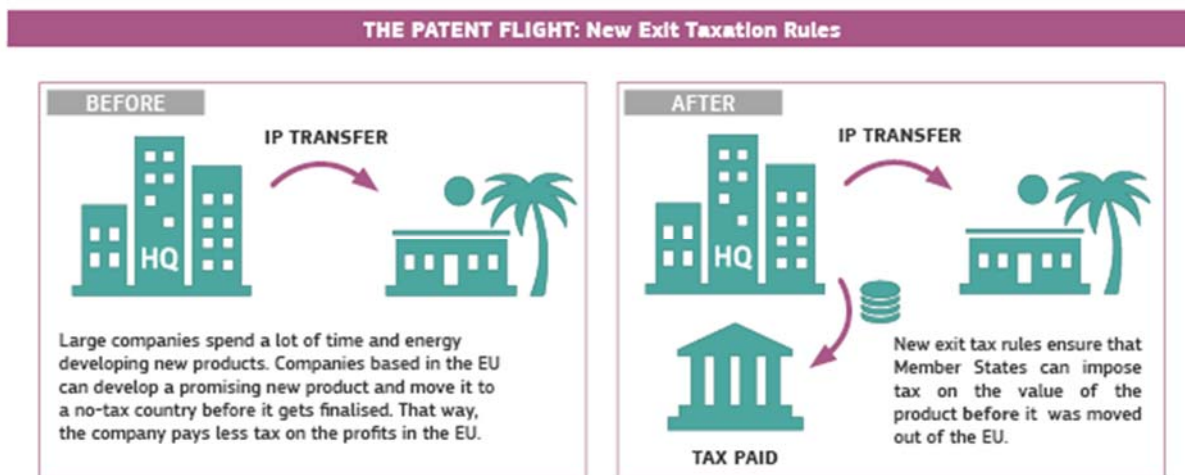 THE PATENT FLIGHT: New Exit Taxation Rules
BEFORE
IP TRANSFER
HQ
Large companies spend a lot of time and energy
developing new products. Companies based in the EU
can develop a promising new product and move it to
a no-tax country before it gets finalised. That way,
the company pays less tax on the profits in the EU.
AFTER
IP TRANSFER
HQ
TAX PAID
New exit tax rules ensure that
Member States can impose
tax on the value of the
product before it was moved
out of the EU.